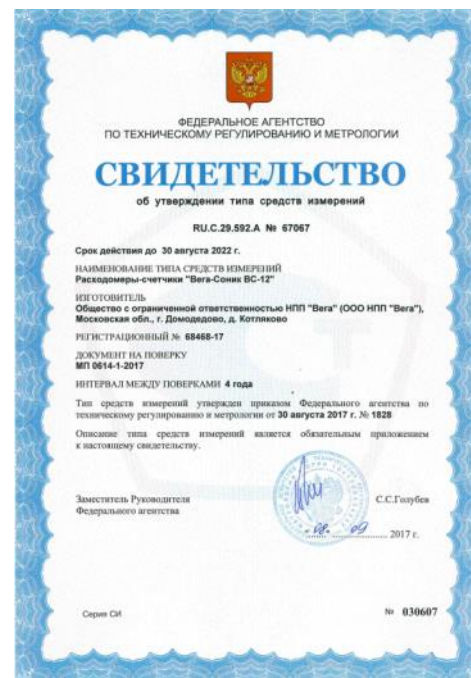 ФЕДЕРАЛЬНОЕ АГЕНТСТВО
ПО ТЕХНИЧЕСКОМУ РЕГУЛИРОВАНИЮ И МЕТРОЛОГИИ
СВИДЕТЕЛЬСТВО
об утверждении типа средств измерений
RU.C.29.592.A № 67067
Срок действия до 30 августа 2022 г.
НАИМЕНОВАНИЕ ТИПА СРЕДСТВ ИЗМЕРЕНИЙ
Расходомеры-счетчики "Вега-Соник ВС-12"
ИЗГОТОВИТЕЛЬ
Общество с ограниченной ответственностью НПП "Вега" (ООО НПП "Вега"),
Московская обл., г. Домодедово, д. Котляково
РЕГИСТРАЦИОННЫЙ № 68468-17
ДОКУМЕНТ НА ПОВЕРКУ
МП 0614-1-2017
ИНТЕРВАЛ МЕЖДУ ПОВЕРКАМИ 4 года
Тип средств измерений утвержден приказом Федерального агентства по
техническому регулированию и метрологии от 30 августа 2017 г. № 1828
Описание типа средств измерений является обязательным приложением
к настоящему свидетельству.
Заместитель Руководителя С.С.Голубев
Федерального агентства
08. 09 2017 г.
Серия СИ № 030607